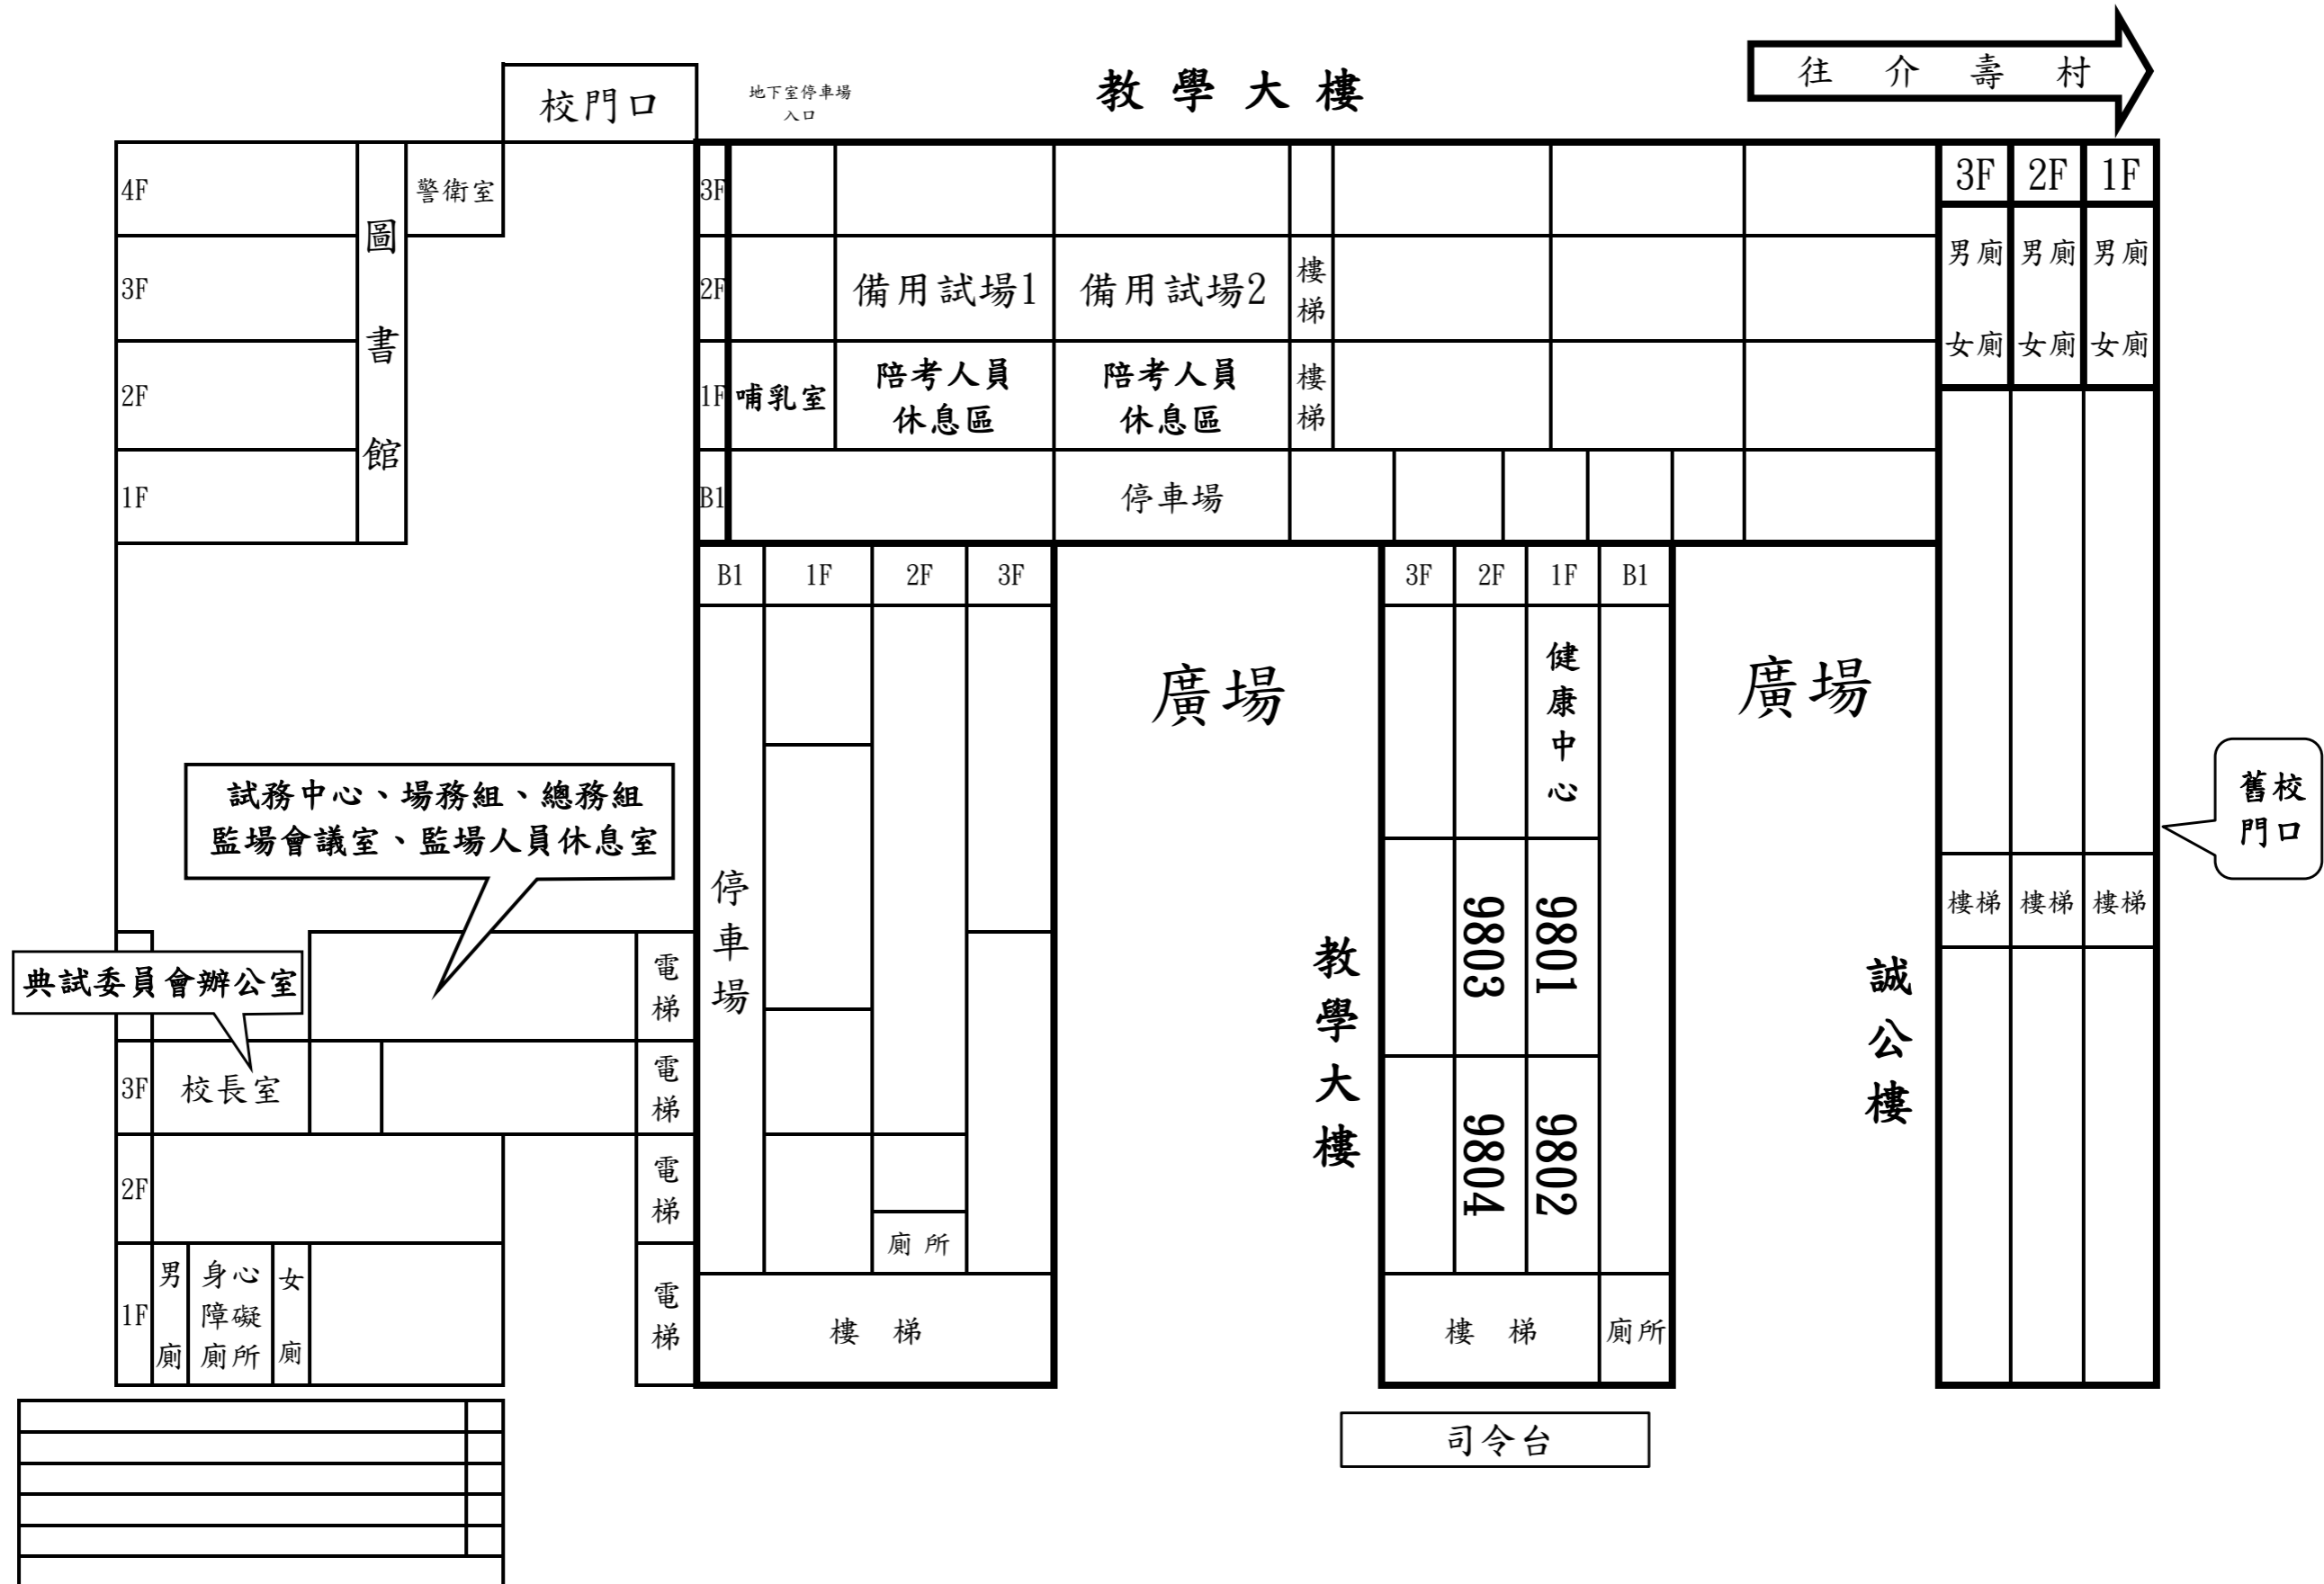 往 介 壽 村
教 學 大 樓
校門口
地下室停車場
入口
4F
圖書館
警衛室
3F
3F
2F
1F
3F
2F
備用試場1
備用試場2
樓梯
男廁
男廁
男廁
女廁
女廁
女廁
2F
1F
哺乳室
陪考人員
休息區
陪考人員
休息區
樓梯
1F
B1
停車場
B1
1F
2F
3F
3F
2F
1F
B1
廣場
健康中心
廣場
舊校
門口
試務中心、場務組、總務組
監場會議室、監場人員休息室
停車場
9803
9801
樓梯
樓梯
樓梯
教學大樓
誠公樓
電梯
典試委員會辦公室
3F
校長室
電梯
9804
9802
2F
電梯
廁所
1F
男廁
身心
障礙
廁所
女廁
電梯
樓 梯
樓 梯
廁所
司令台